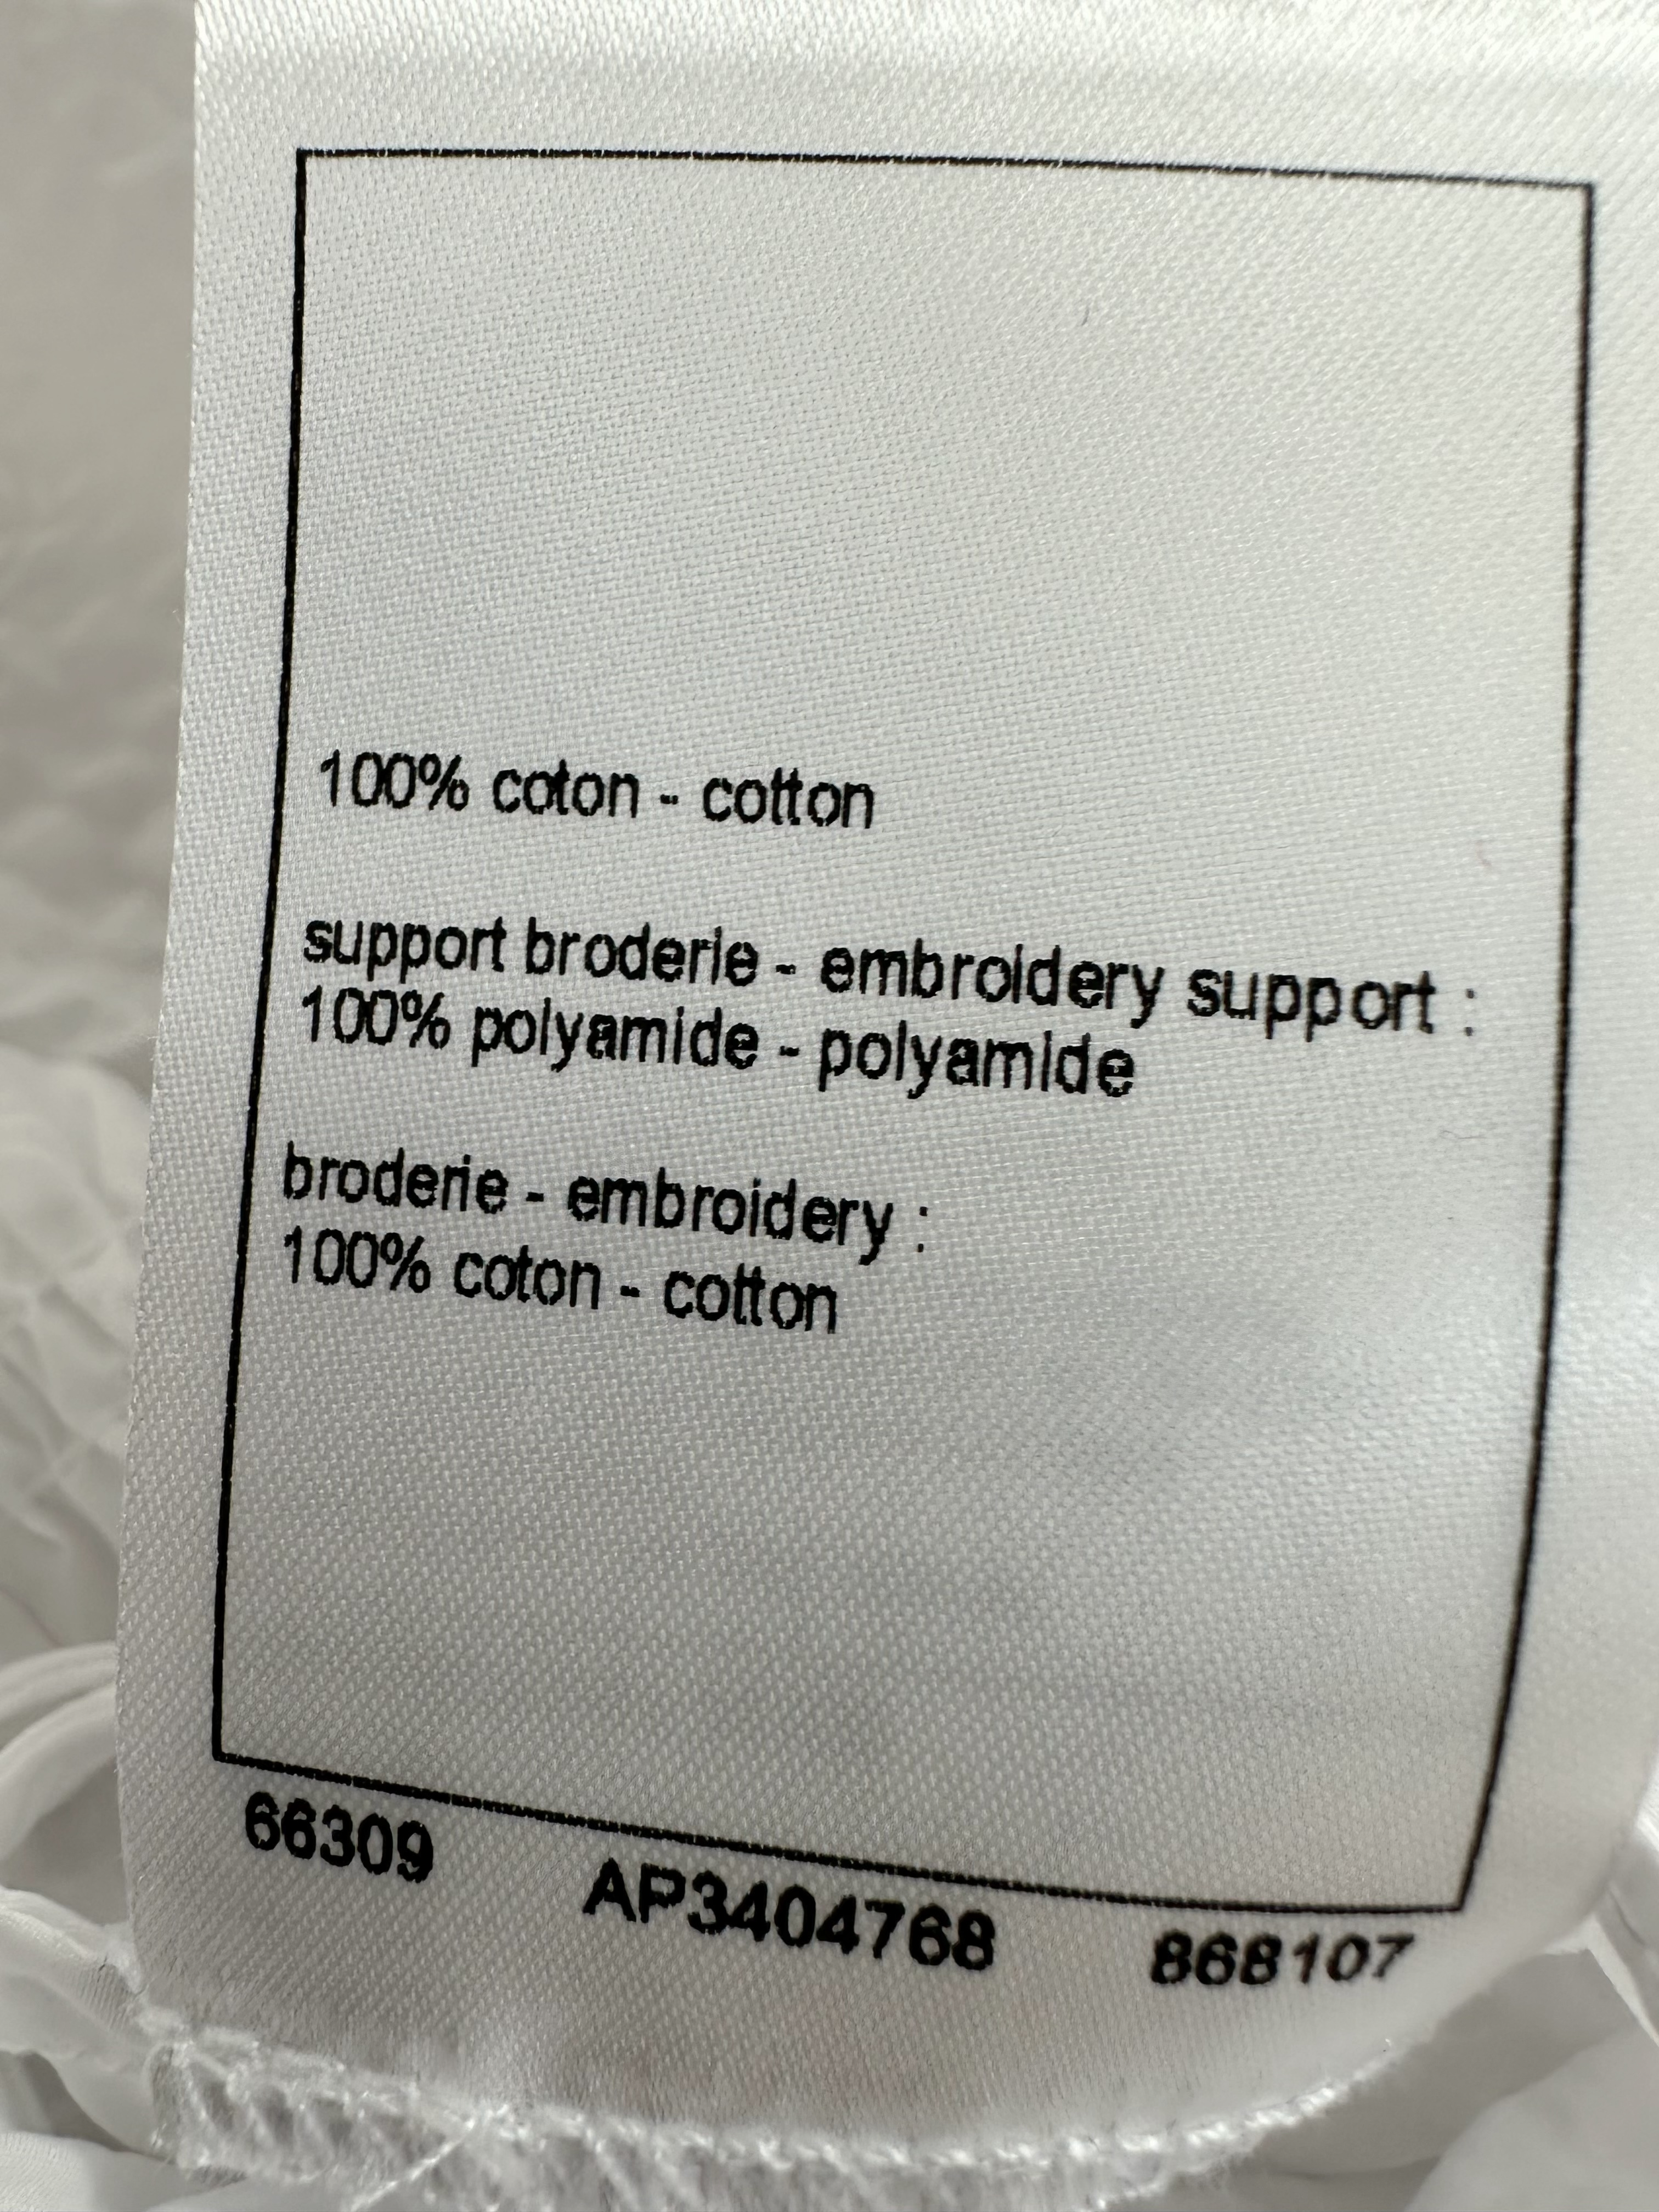 100% coton - cotton
support broderie - embroidery support :
100% polyamide - polyamide
broderie - embroidery :
100% coton - cotton
66309 AP3404768 868107